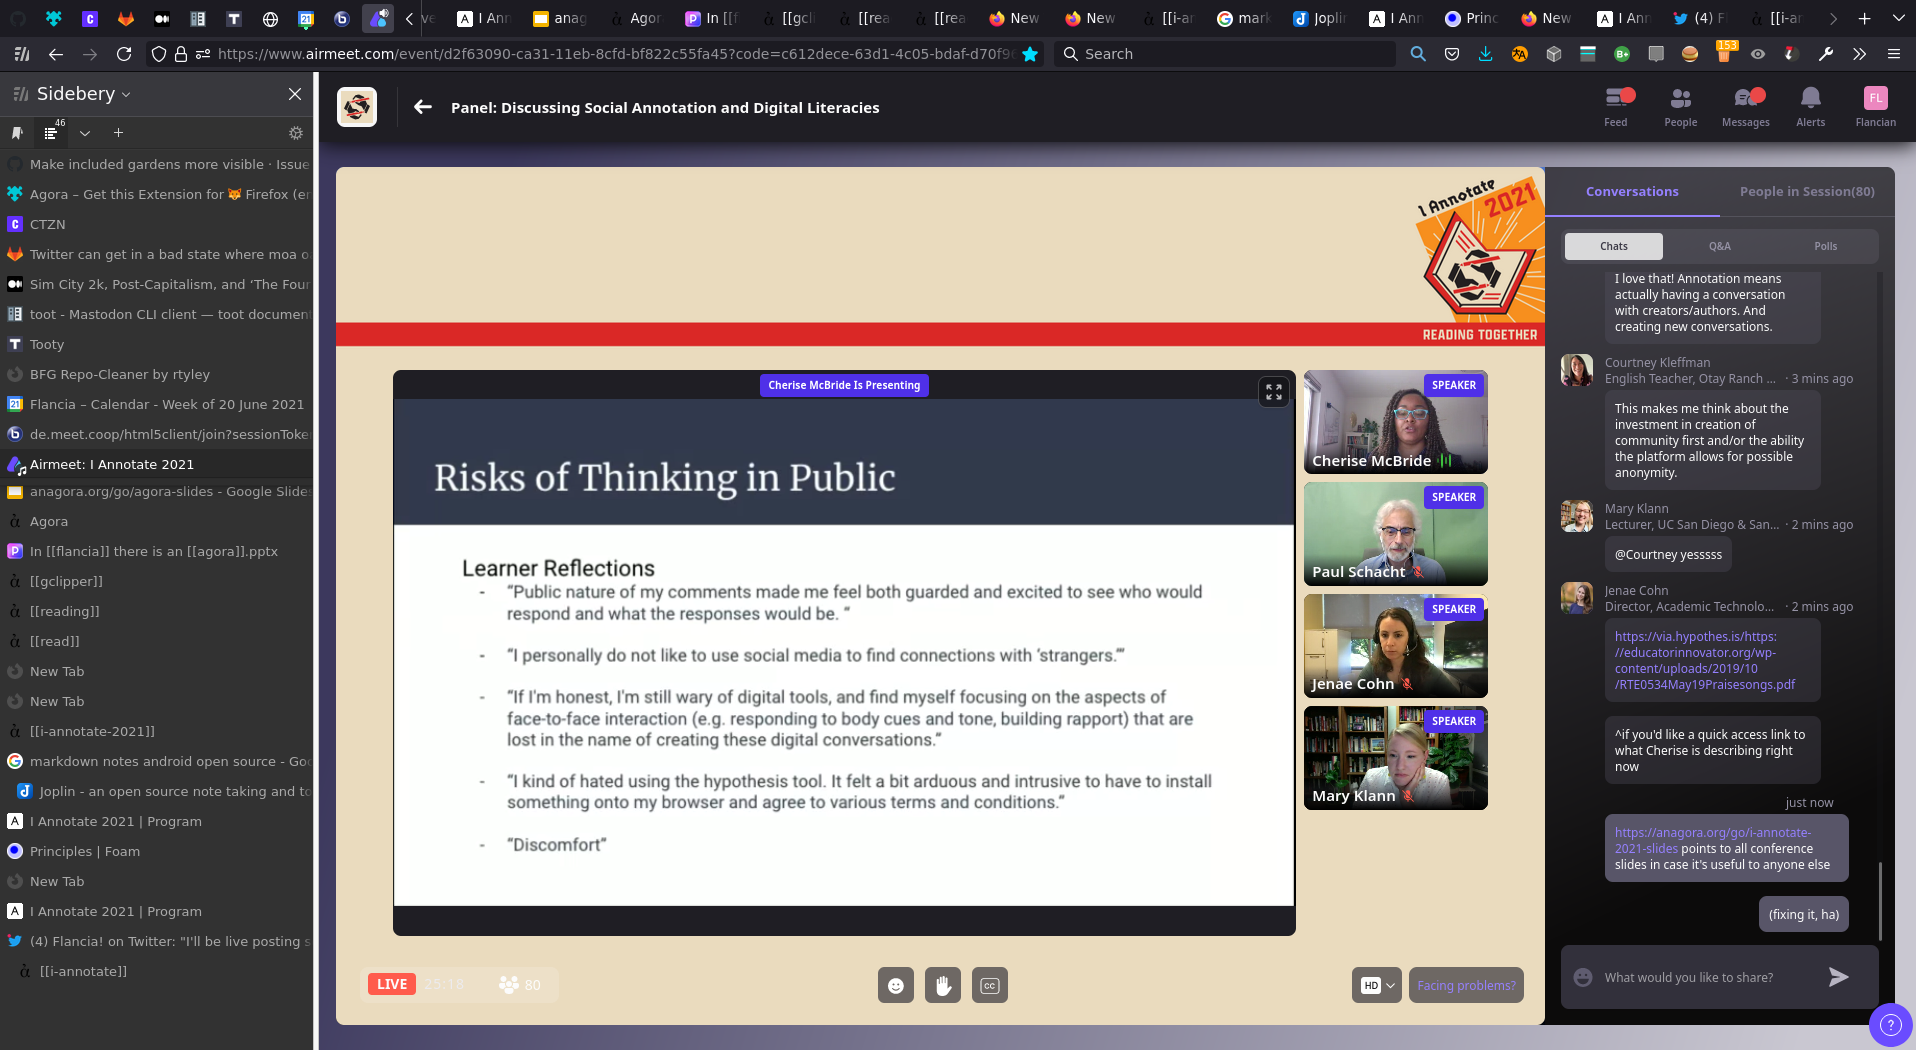 ve
I Ann
anag
Agor
In [[f
[[gcli
[[rea
[[rea
New
New
[[i-an
mark
Joplin
I Ann
Princ
New
I Ann
(4) Fl
[[i-an
https://www.airmeet.com/event/d2f63090-ca31-11eb-8cfd-bf822c55fa45?code=c612dece-63d1-4c05-bdaf-d70f96
Search
153
Sidebery
46
Make included gardens more visible · Issue
Agora – Get this Extension for 🦊 Firefox (en
CTZN
Twitter can get in a bad state where moa o
Sim City 2k, Post-Capitalism, and ‘The Four
toot - Mastodon CLI client — toot document
Tooty
BFG Repo-Cleaner by rtyley
Flancia – Calendar - Week of 20 June 2021
de.meet.coop/html5client/join?sessionToken
Airmeet: I Annotate 2021
anagora.org/go/agora-slides - Google Slides
Agora
In [[flancia]] there is an [[agora]].pptx
[[gclipper]]
[[reading]]
[[read]]
New Tab
New Tab
[[i-annotate-2021]]
markdown notes android open source - Goo
Joplin - an open source note taking and to
I Annotate 2021 | Program
Principles | Foam
New Tab
I Annotate 2021 | Program
(4) Flancia! on Twitter: "I'll be live posting s
[[i-annotate]]
Panel: Discussing Social Annotation and Digital Literacies
Feed
People
Messages
Alerts
FL
Flancian
I Annotate
2021
READING TOGETHER
Cherise McBride Is Presenting
Risks of Thinking in Public
Learner Reflections
- “Public nature of my comments made me feel both guarded and excited to see who would
respond and what the responses would be. “
- “I personally do not like to use social media to find connections with ‘strangers.’”
- “If I'm honest, I'm still wary of digital tools, and find myself focusing on the aspects of
face-to-face interaction (e.g. responding to body cues and tone, building rapport) that are
lost in the name of creating these digital conversations.”
- “I kind of hated using the hypothesis tool. It felt a bit arduous and intrusive to have to install
something onto my browser and agree to various terms and conditions.”
- “Discomfort”
SPEAKER
Cherise McBride
SPEAKER
Paul Schacht
SPEAKER
Jenae Cohn
SPEAKER
Mary Klann
LIVE
25:18
80
CC
HD
Facing problems?
Conversations
People in Session(80)
Chats
Q&A
Polls
I love that! Annotation means
actually having a conversation
with creators/authors. And
creating new conversations.
Courtney Kleffman
English Teacher, Otay Ranch ... · 3 mins ago
This makes me think about the
investment in creation of
community first and/or the ability
the platform allows for possible
anonymity.
Mary Klann
Lecturer, UC San Diego & San... · 2 mins ago
@Courtney yesssss
Jenae Cohn
Director, Academic Technolo... · 2 mins ago
https://via.hypothes.is/https:
//educatorinnovator.org/wp-
content/uploads/2019/10
/RTE0534May19Praisesongs.pdf
^if you'd like a quick access link to
what Cherise is describing right
now
just now
https://anagora.org/go/i-annotate-
2021-slides points to all conference
slides in case it's useful to anyone else
(fixing it, ha)
What would you like to share?
?